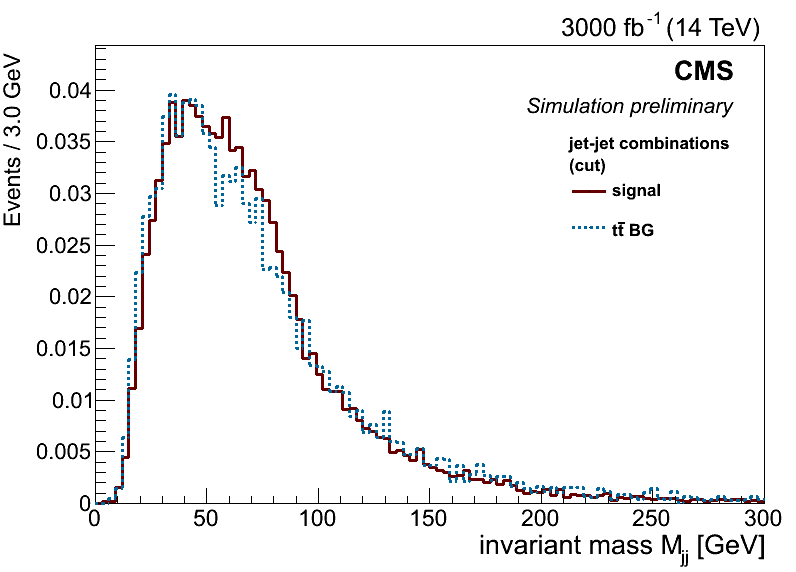 3000 fb⁻¹ (14 TeV)
CMS
Simulation preliminary
jet-jet combinations
(cut)
signal
tt̄ BG
Events / 3.0 GeV
0.04
0.035
0.03
0.025
0.02
0.015
0.01
0.005
0
0 50 100 150 200 250 300
invariant mass Mjj [GeV]